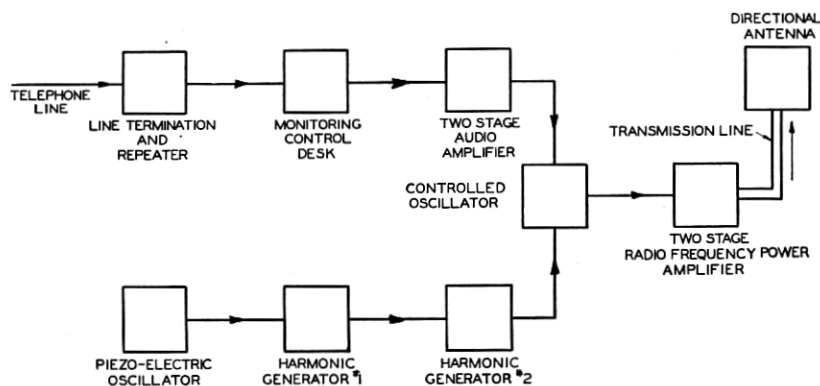 DIRECTIONAL
ANTENNA
TELEPHONE
LINE
LINE TERMINATION
AND
REPEATER
MONITORING
CONTROL
DESK
TWO STAGE
AUDIO
AMPLIFIER
TRANSMISSION LINE
CONTROLLED
OSCILLATOR
TWO STAGE
RADIO FREQUENCY POWER
AMPLIFIER
PIEZO-ELECTRIC
OSCILLATOR
HARMONIC
GENERATOR #1
HARMONIC
GENERATOR #2